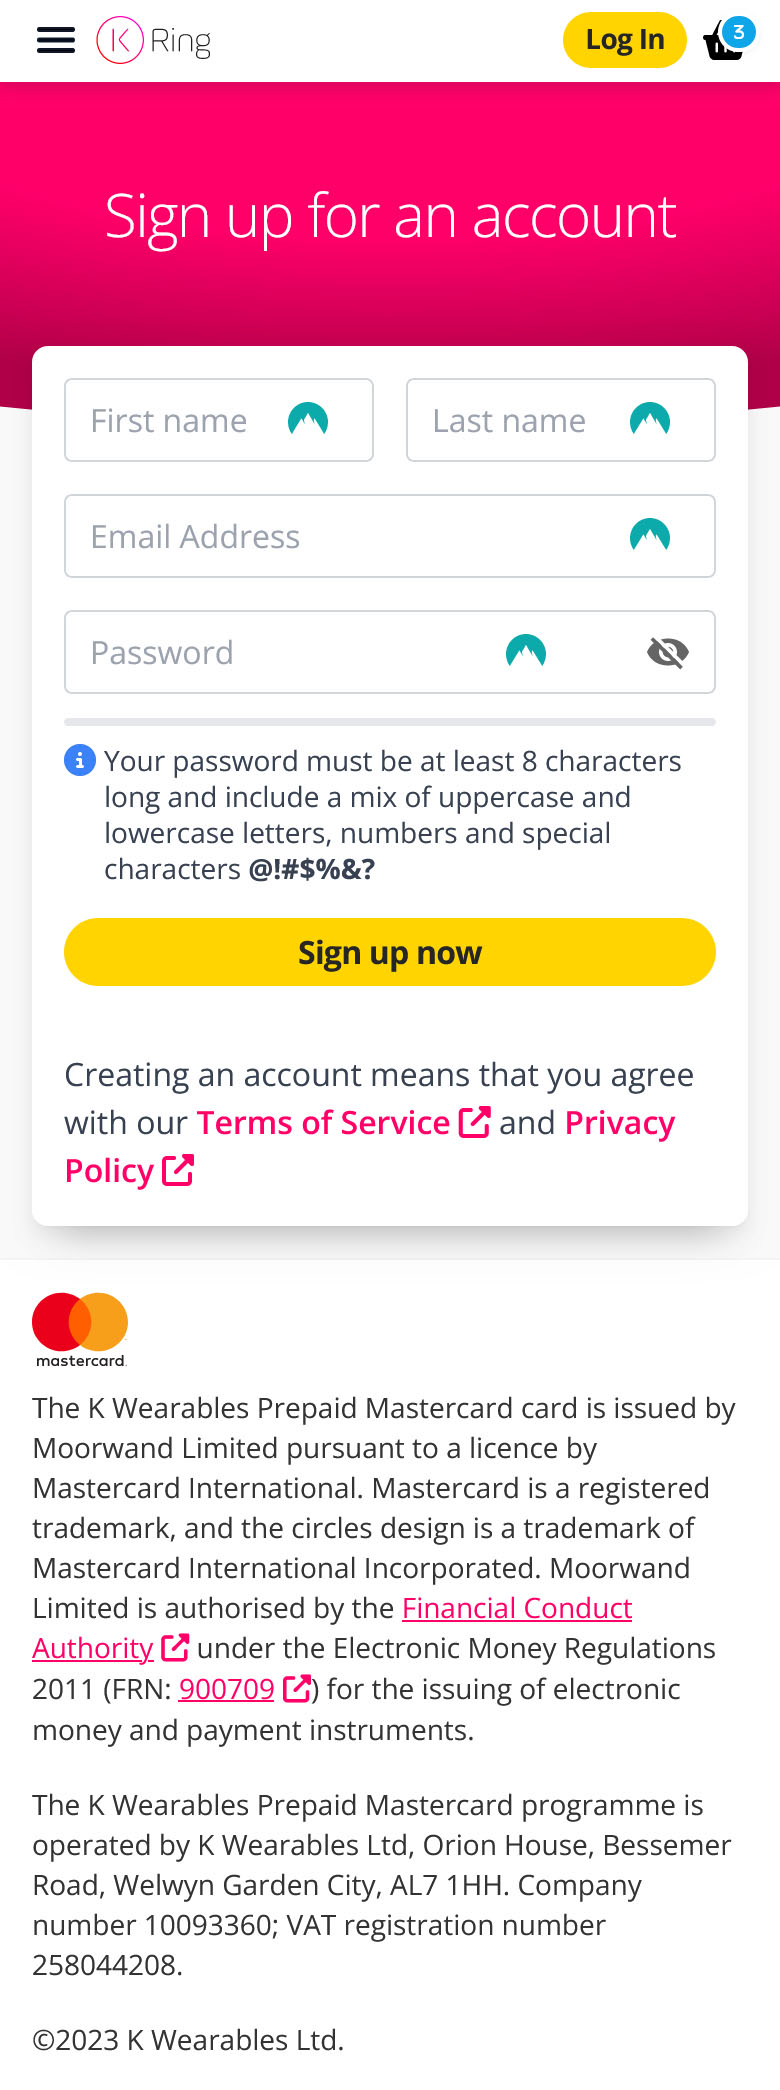 K Ring
Log In
3
Sign up for an account
First name
Last name
Email Address
Password
Your password must be at least 8 characters
long and include a mix of uppercase and
lowercase letters, numbers and special
characters @!#$%&?
Sign up now
Creating an account means that you agree
with our Terms of Service and Privacy
Policy
mastercard.
The K Wearables Prepaid Mastercard card is issued by
Moorwand Limited pursuant to a licence by
Mastercard International. Mastercard is a registered
trademark, and the circles design is a trademark of
Mastercard International Incorporated. Moorwand
Limited is authorised by the Financial Conduct
Authority under the Electronic Money Regulations
2011 (FRN: 900709) for the issuing of electronic
money and payment instruments.
The K Wearables Prepaid Mastercard programme is
operated by K Wearables Ltd, Orion House, Bessemer
Road, Welwyn Garden City, AL7 1HH. Company
number 10093360; VAT registration number
258044208.
©2023 K Wearables Ltd.